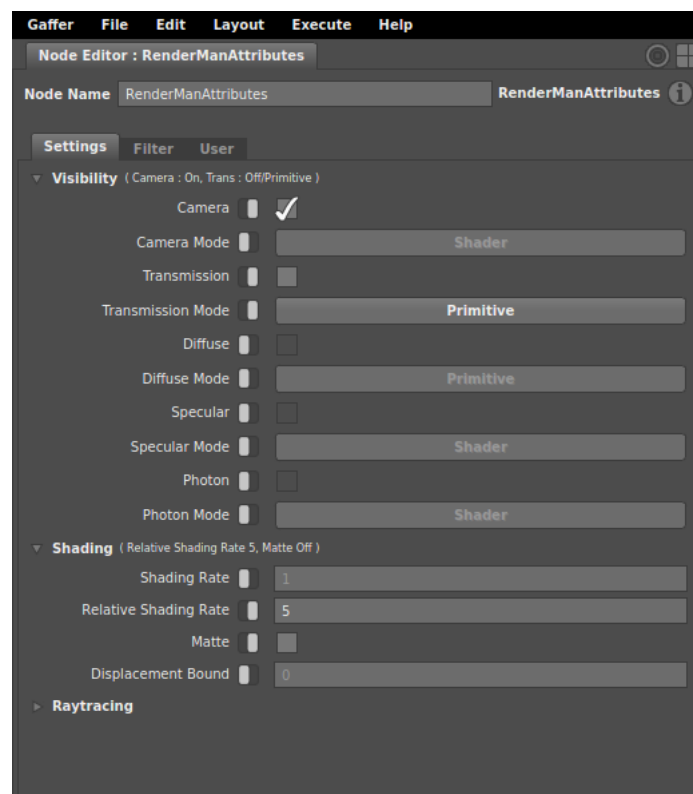 Gaffer File Edit Layout Execute Help
Node Editor : RenderManAttributes
Node Name RenderManAttributes RenderManAttributes
Settings Filter User
Visibility ( Camera : On, Trans : Off/Primitive )
Camera
Camera Mode Shader
Transmission
Transmission Mode Primitive
Diffuse
Diffuse Mode Primitive
Specular
Specular Mode Shader
Photon
Photon Mode Shader
Shading ( Relative Shading Rate 5, Matte Off )
Shading Rate 1
Relative Shading Rate 5
Matte
Displacement Bound 0
Raytracing